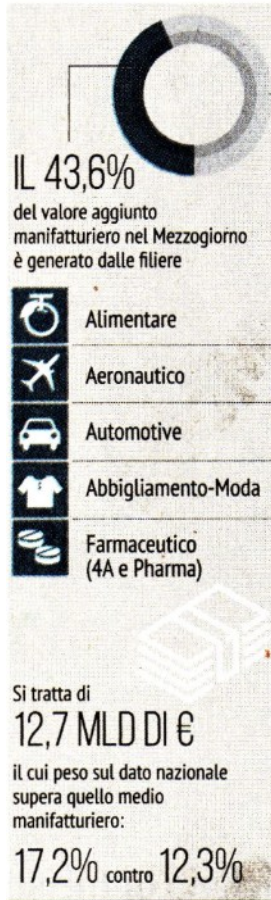 IL 43,6%
del valore aggiunto
manifatturiero nel Mezzogiorno
è generato dalle filiere
Alimentare
Aeronautico
Automotive
Abbigliamento-Moda
Farmaceutico
(4A e Pharma)
Si tratta di
12,7 MLD DI €
il cui peso sul dato nazionale
supera quello medio
manifatturiero:
17,2% contro 12,3%